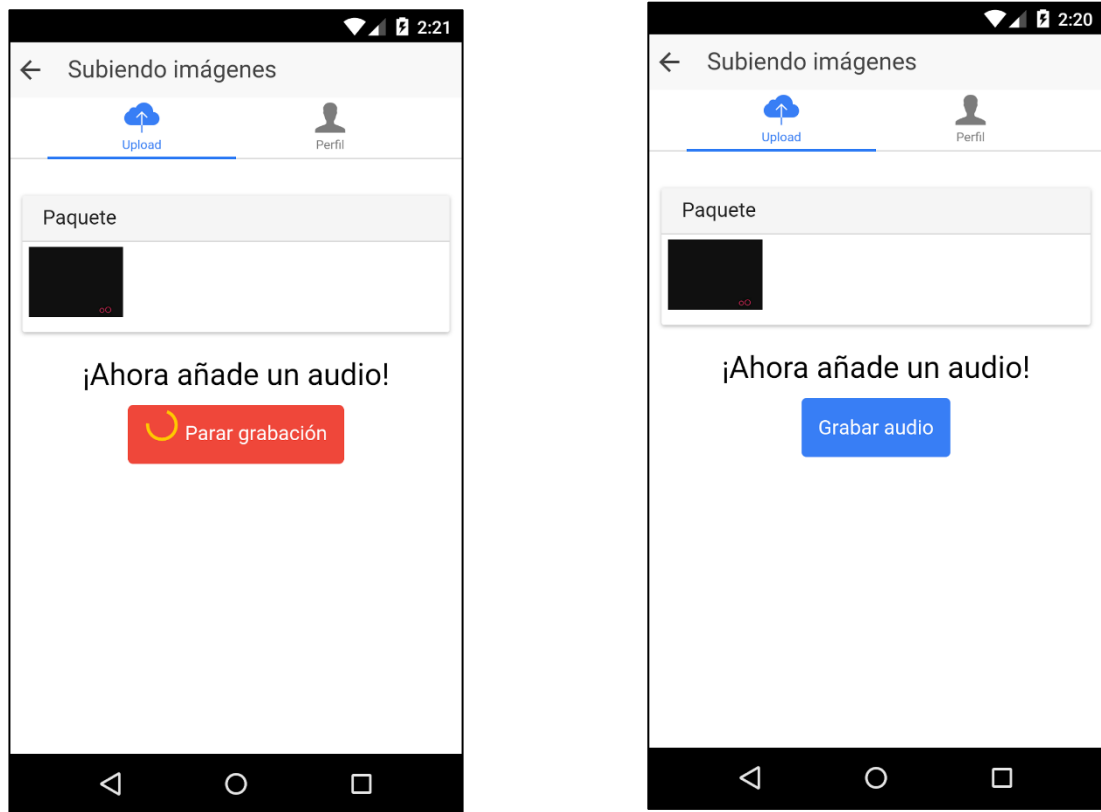 2:21
Subiendo imágenes
Upload
Perfil
Paquete
¡Ahora añade un audio!
Parar grabación
2:20
Subiendo imágenes
Upload
Perfil
Paquete
¡Ahora añade un audio!
Grabar audio